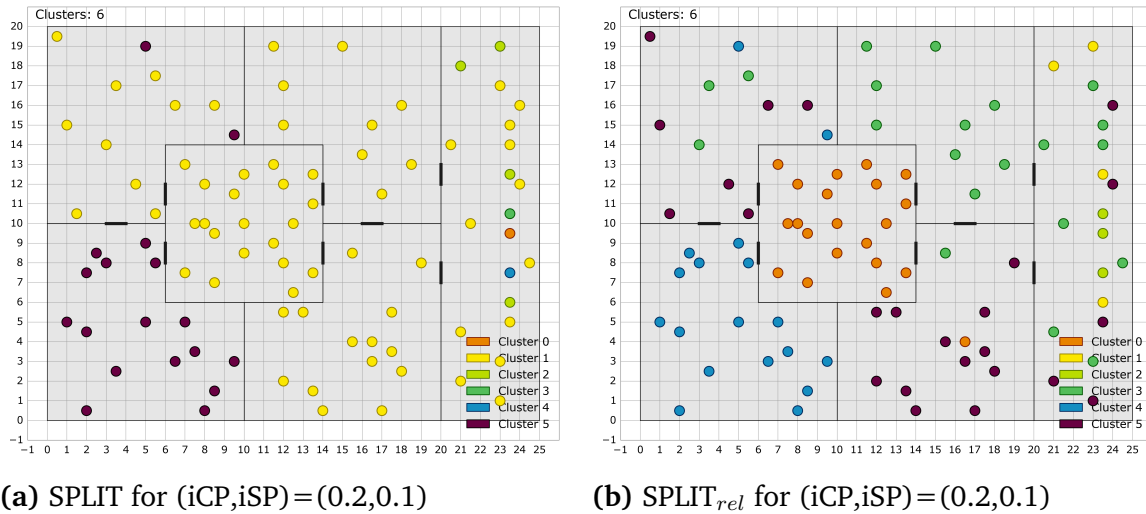 Clusters: 6
20
19
18
17
16
15
14
13
12
11
10
9
8
7
6
5
4
3
2
1
0
−1
0 1 2 3 4 5 6 7 8 9 10 11 12 13 14 15 16 17 18 19 20 21 22 23 24 25
Cluster 0
Cluster 1
Cluster 2
Cluster 3
Cluster 4
Cluster 5
(a) SPLIT for (iCP,iSP)=(0.2,0.1)
Clusters: 6
20
19
18
17
16
15
14
13
12
11
10
9
8
7
6
5
4
3
2
1
0
−1
0 1 2 3 4 5 6 7 8 9 10 11 12 13 14 15 16 17 18 19 20 21 22 23 24 25
Cluster 0
Cluster 1
Cluster 2
Cluster 3
Cluster 4
Cluster 5
(b) SPLITrel for (iCP,iSP)=(0.2,0.1)